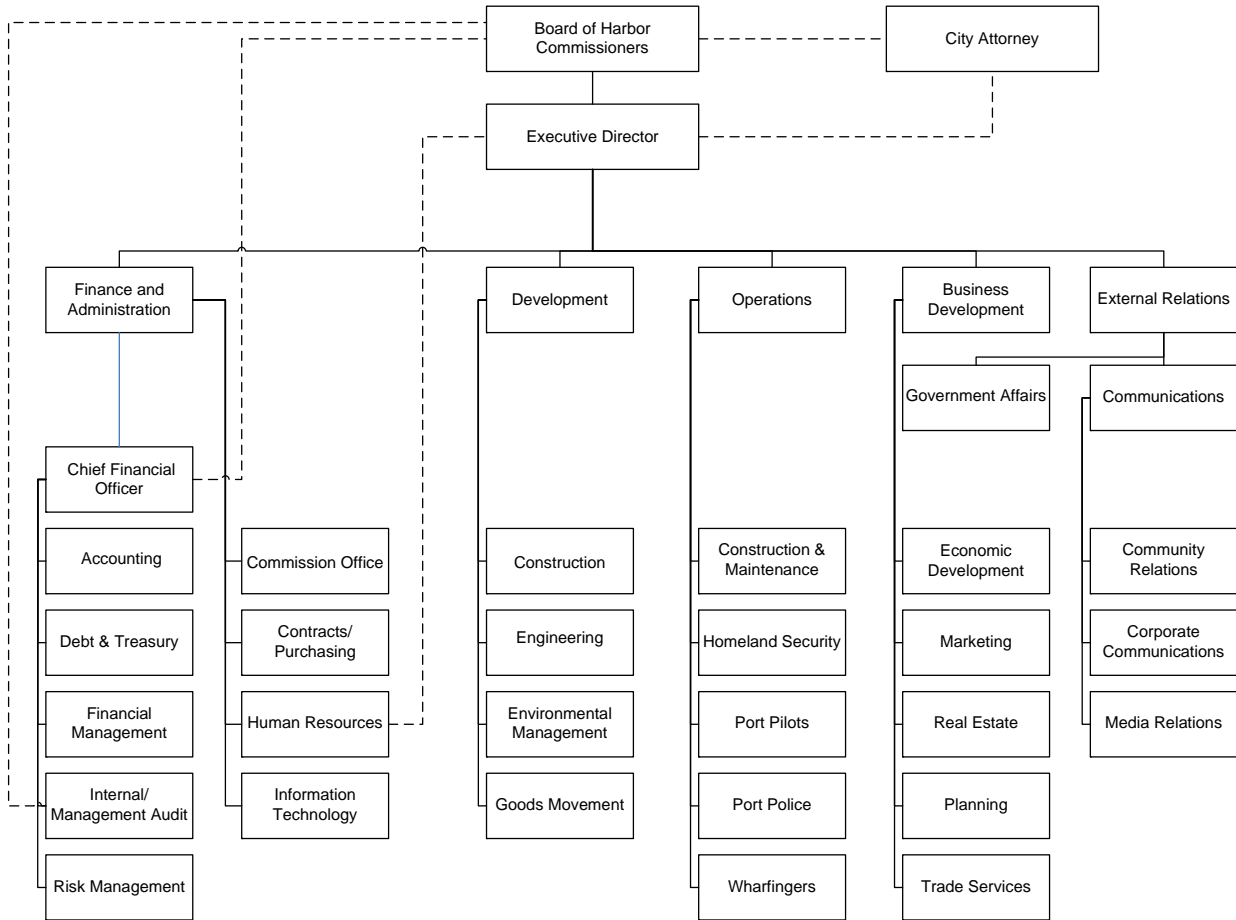 Board of Harbor
Commissioners
City Attorney
Executive Director
Finance and
Administration
Development
Operations
Business
Development
External Relations
Government Affairs
Communications
Chief Financial
Officer
Accounting
Commission Office
Construction
Construction &
Maintenance
Economic
Development
Community
Relations
Debt & Treasury
Contracts/
Purchasing
Engineering
Homeland Security
Marketing
Corporate
Communications
Financial
Management
Human Resources
Environmental
Management
Port Pilots
Real Estate
Media Relations
Internal/
Management Audit
Information
Technology
Goods Movement
Port Police
Planning
Risk Management
Wharfingers
Trade Services